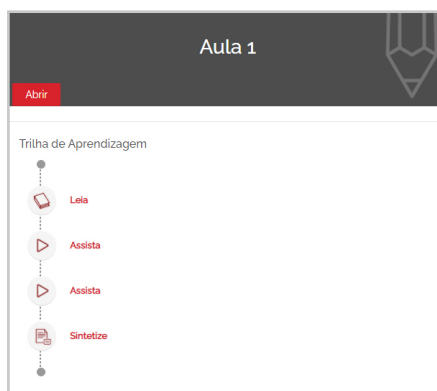 Aula 1
Abrir
Trilha de Aprendizagem
Leia
Assista
Assista
Sintetize